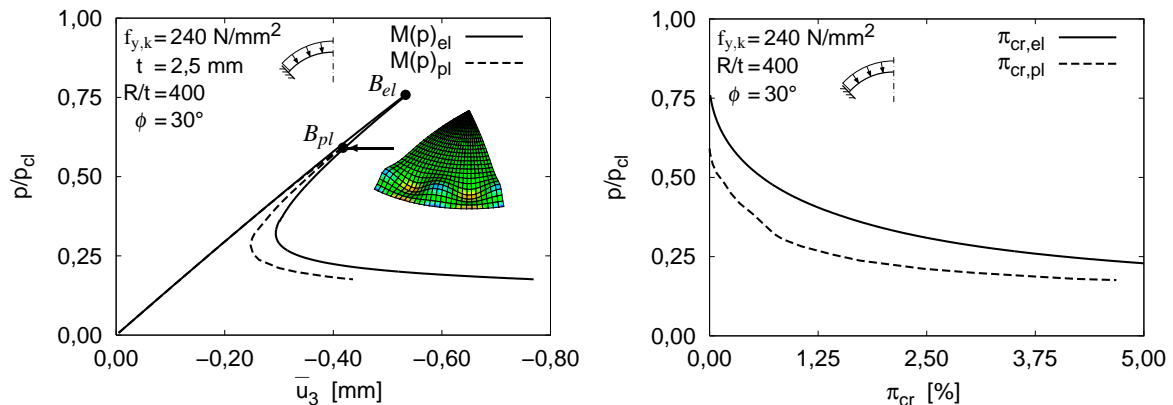 1,00
0,75
0,50
0,25
0,00
p/p_cl
f_y,k = 240 N/mm²
t = 2,5 mm
R/t = 400
ϕ = 30°
M(p)_el
M(p)_pl
B_el
B_pl
0,00 −0,20 −0,40 −0,60 −0,80
u̅_3 [mm]
1,00
0,75
0,50
0,25
0,00
p/p_cl
f_y,k = 240 N/mm²
R/t = 400
ϕ = 30°
π_cr,el
π_cr,pl
0,00 1,25 2,50 3,75 5,00
π_cr [%]